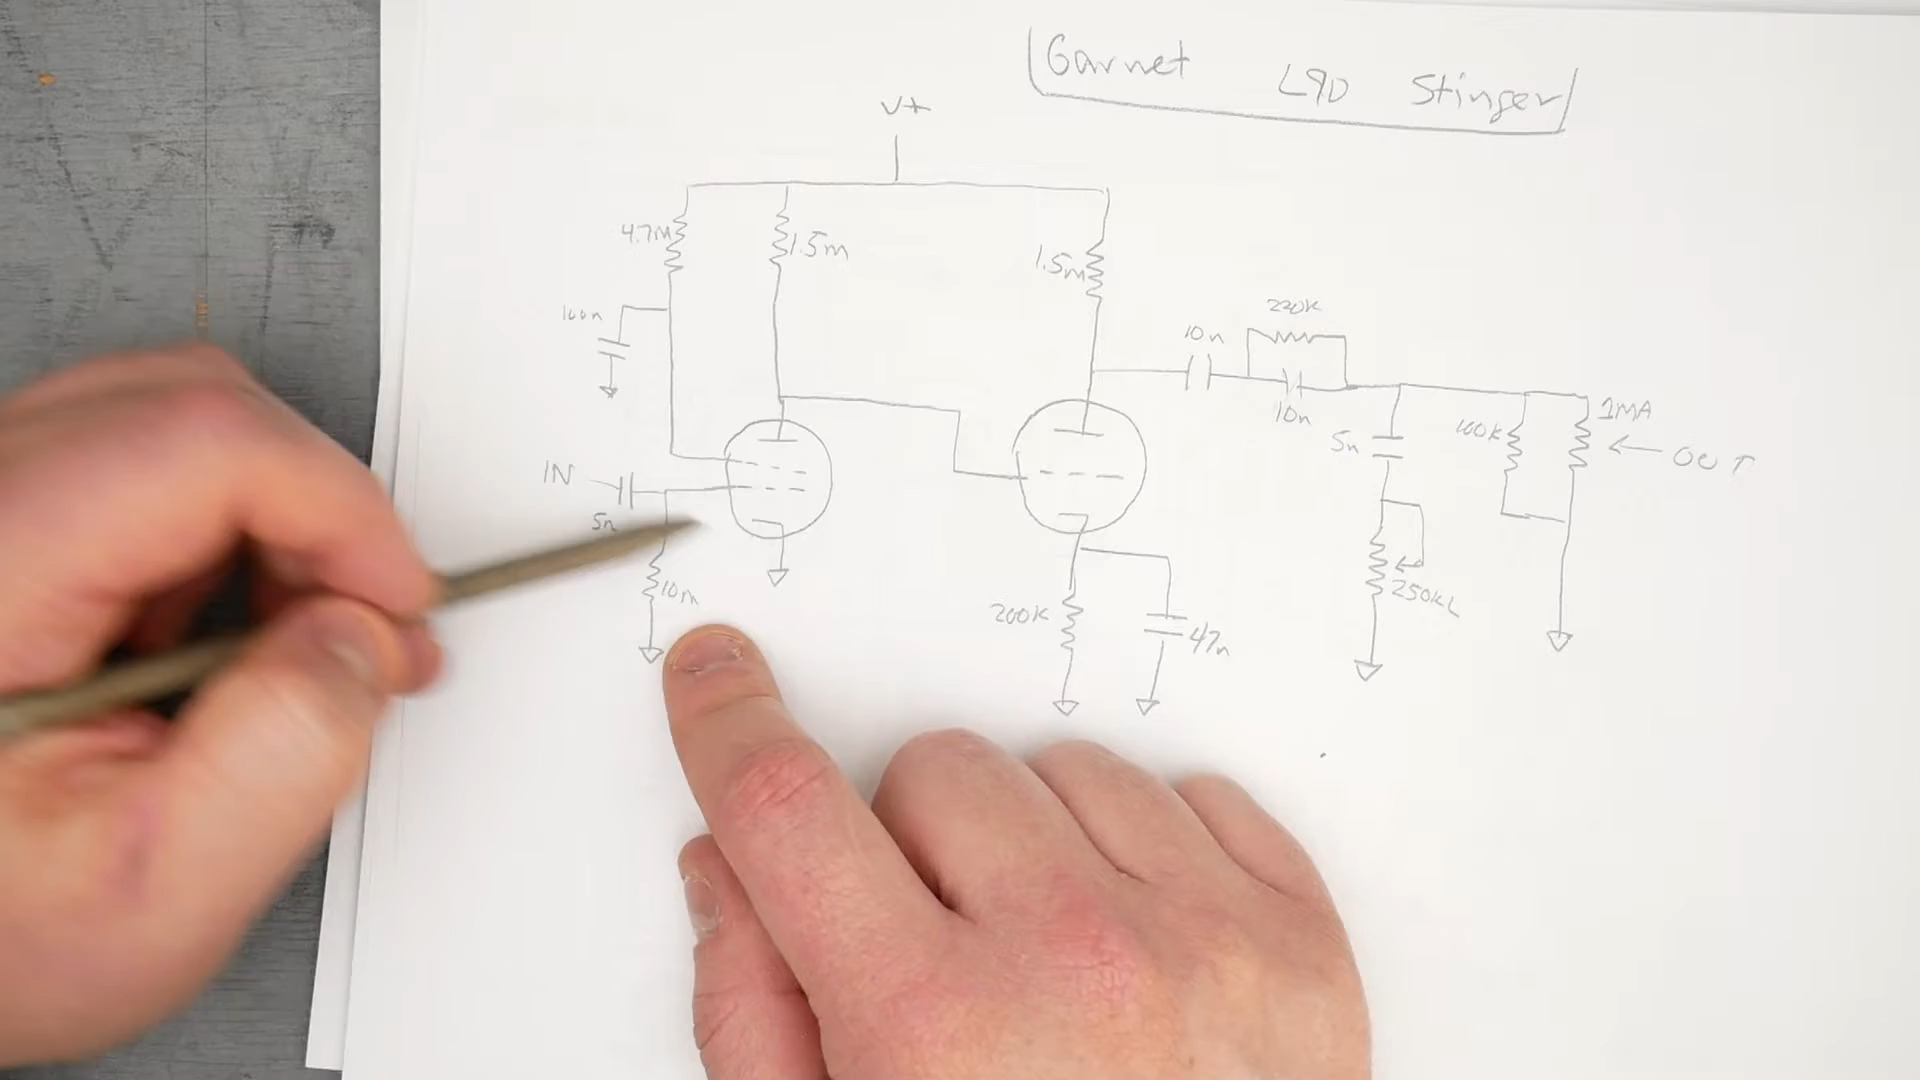 Garnet L90 Stinger
V+
4.7M
1.5m
1.5m
100n
220K
10n
10n
1MA
100K
5n
OUT
IN
5n
10m
250KL
200K
47n